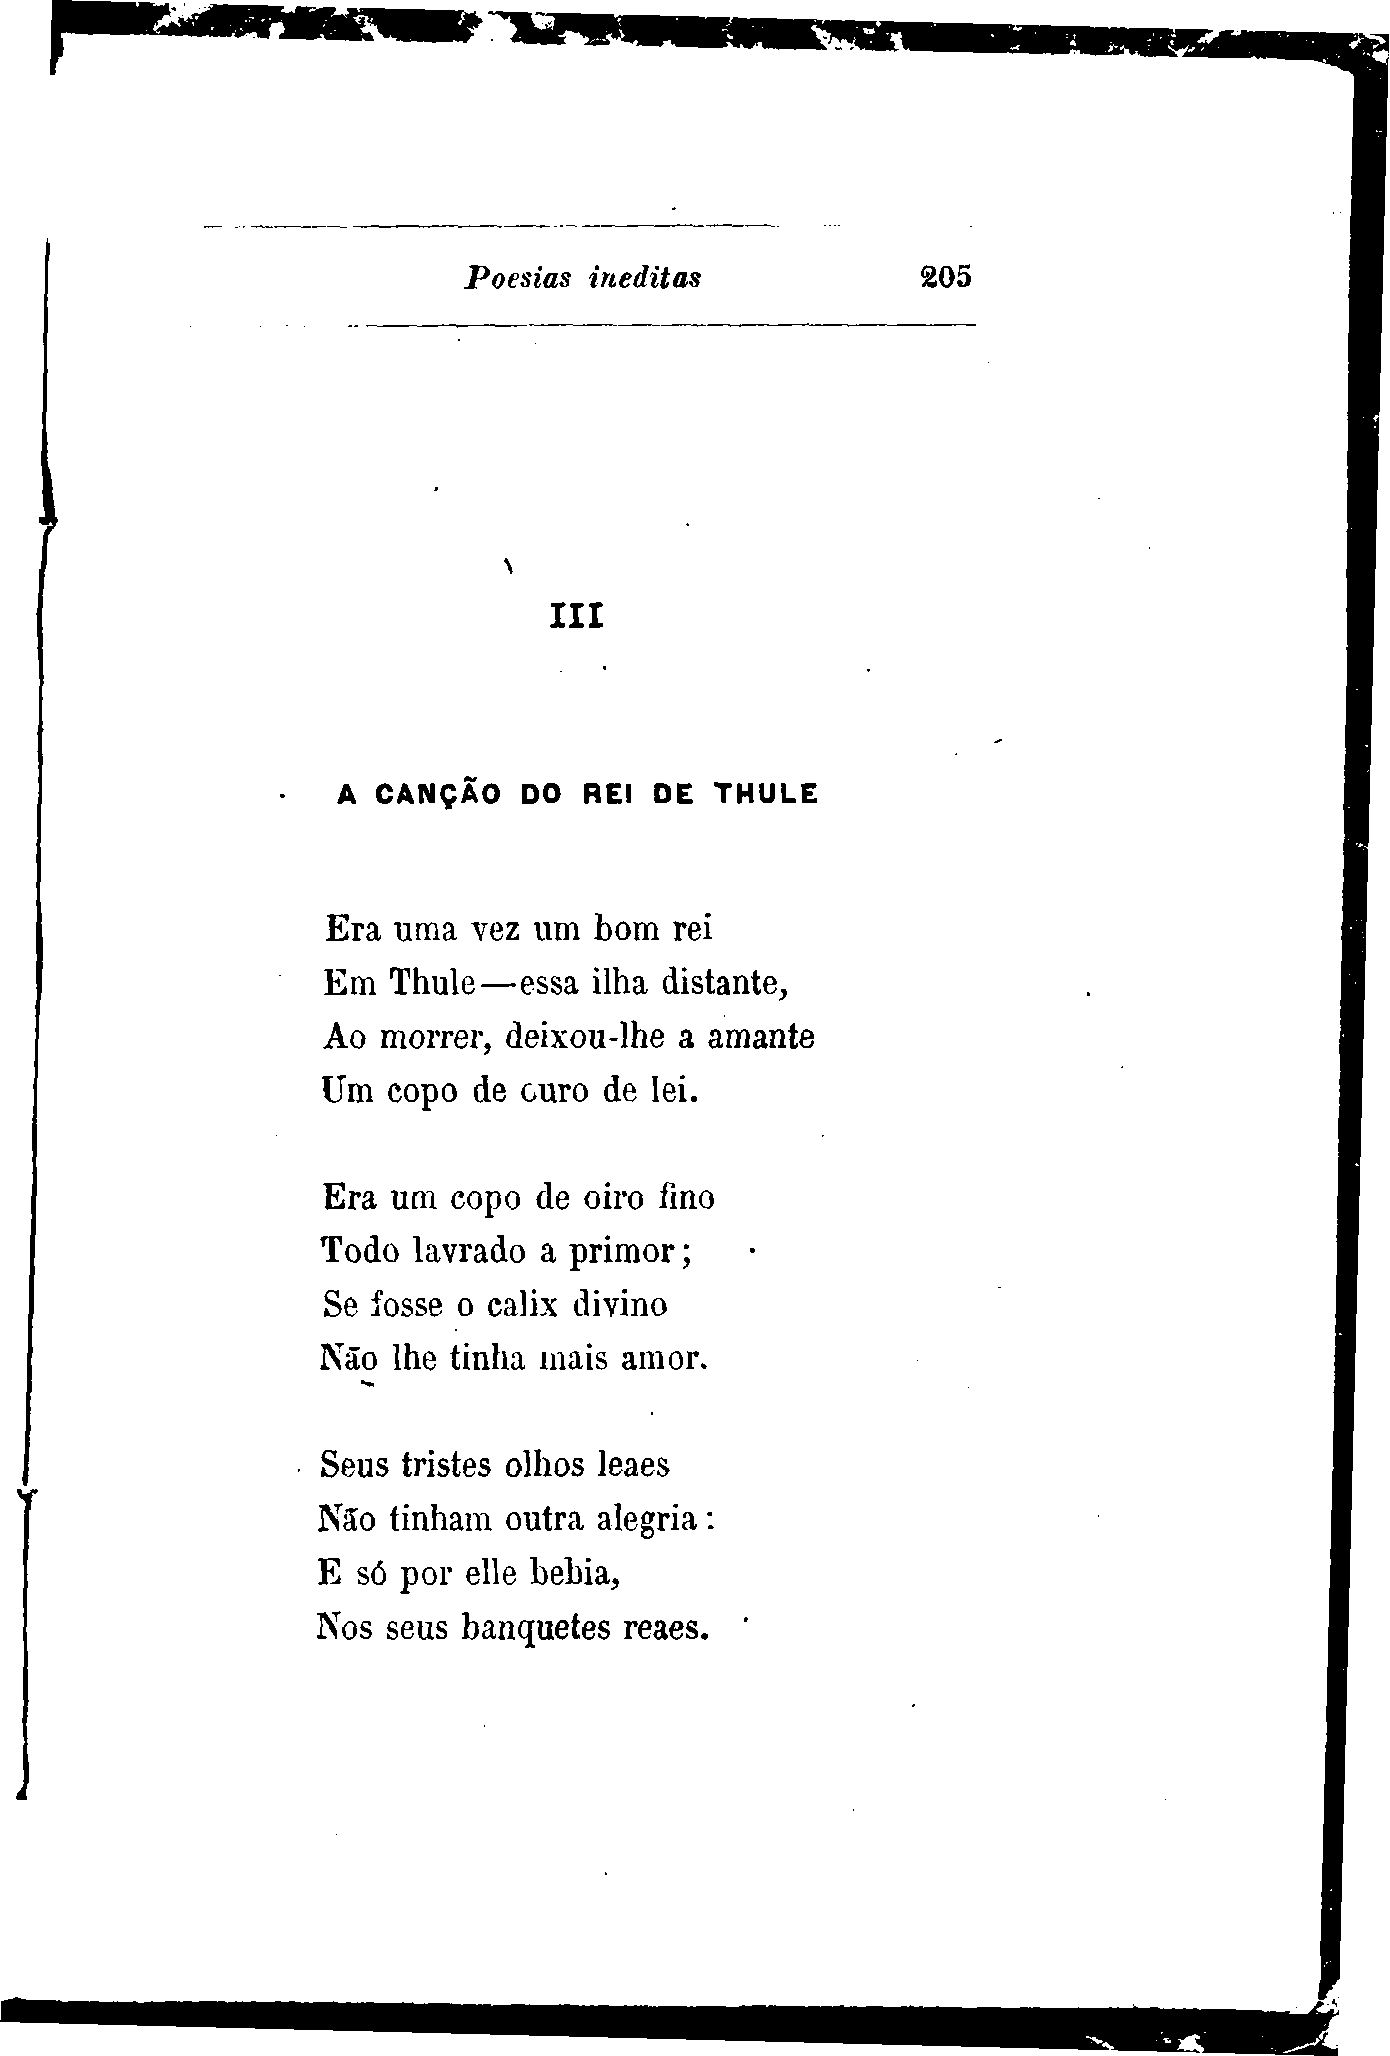 Poesias ineditas 205
III
A CANÇÃO DO REI DE THULE
Era uma vez um bom rei
Em Thule—essa ilha distante,
Ao morrer, deixou-lhe a amante
Um copo de ouro de lei.
Era um copo de oiro fino
Todo lavrado a primor;
Se fosse o calix divino
Não lhe tinha mais amor.
Seus tristes olhos leaes
Não tinham outra alegria:
E só por elle bebia,
Nos seus banquetes reaes.